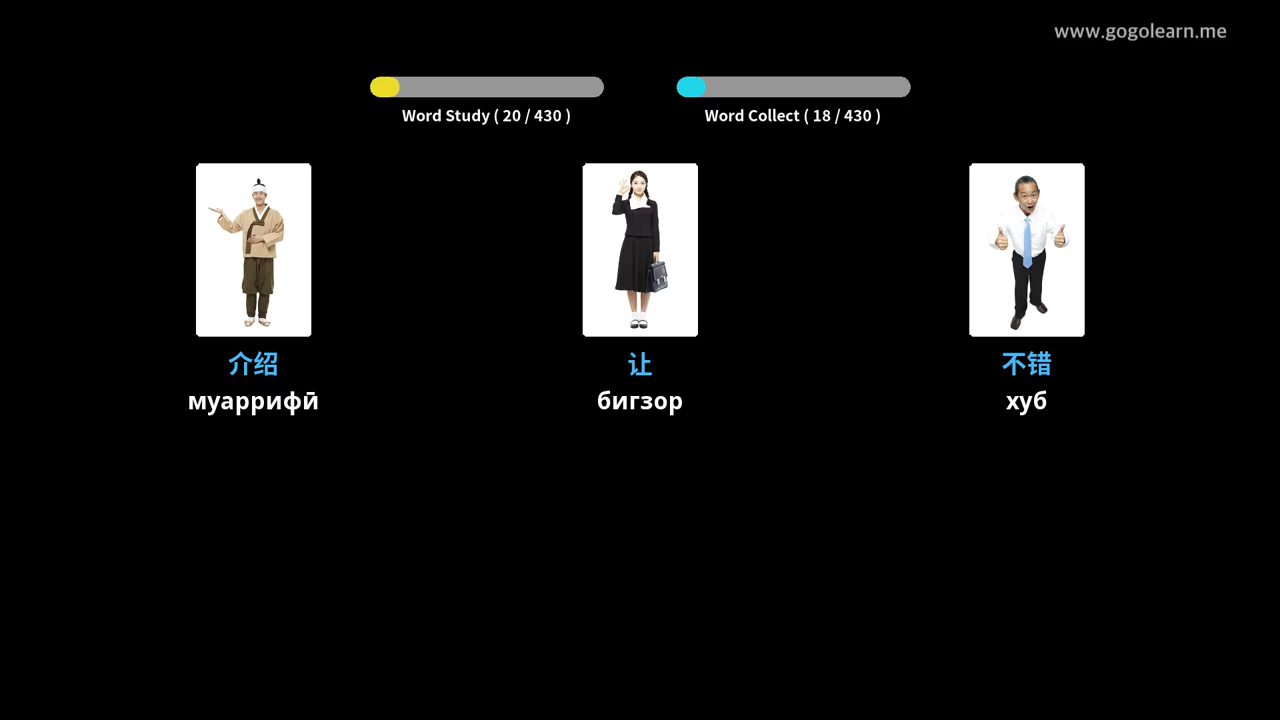 www.gogolearn.me
Word Study ( 20 / 430 )
Word Collect ( 18 / 430 )
介绍
муаррифӣ
让
бигзор
不错
хуб